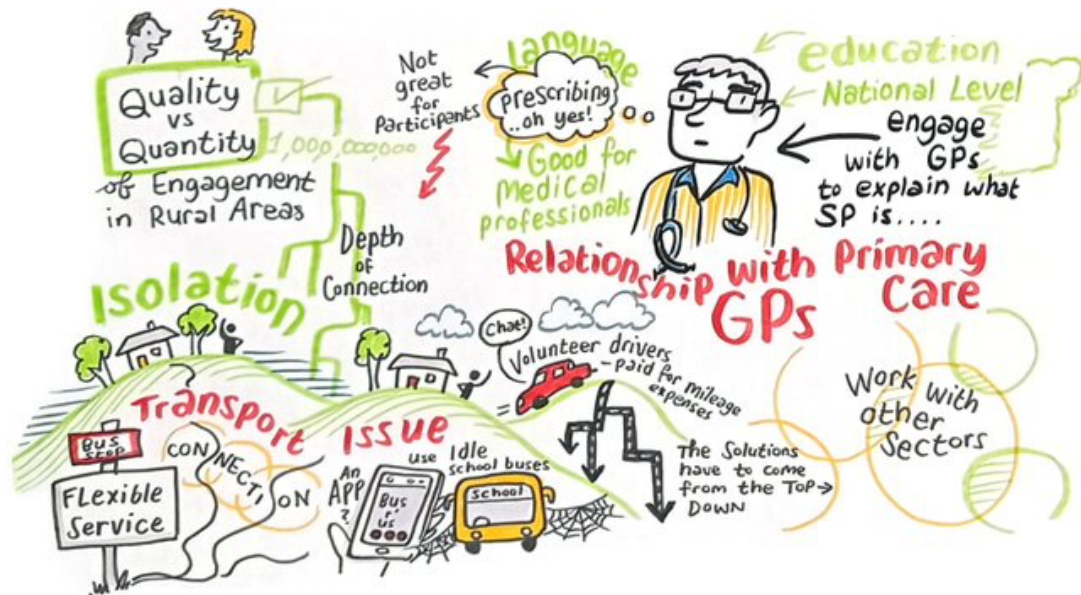 Quality
vs
Quantity
1,000,000,000
of Engagement
in Rural Areas
Depth
of
Connection
Isolation
Not
great
for
Participants
Language
Prescribing
..oh yes!
Good for
medical
professionals
education
National Level
engage
with GPs
to explain what
SP is....
Relationship with Primary
GPs Care
Chat!
Volunteer drivers
- paid for mileage
expenses
The Solutions
have to come
from the TOP
DOWN
Work with
other
Sectors
Transport Issue
BUS
STOP
FLexible
Service
CON NECTI ON
An
APP
?
Bus
r'
us
use Idle
school buses
School